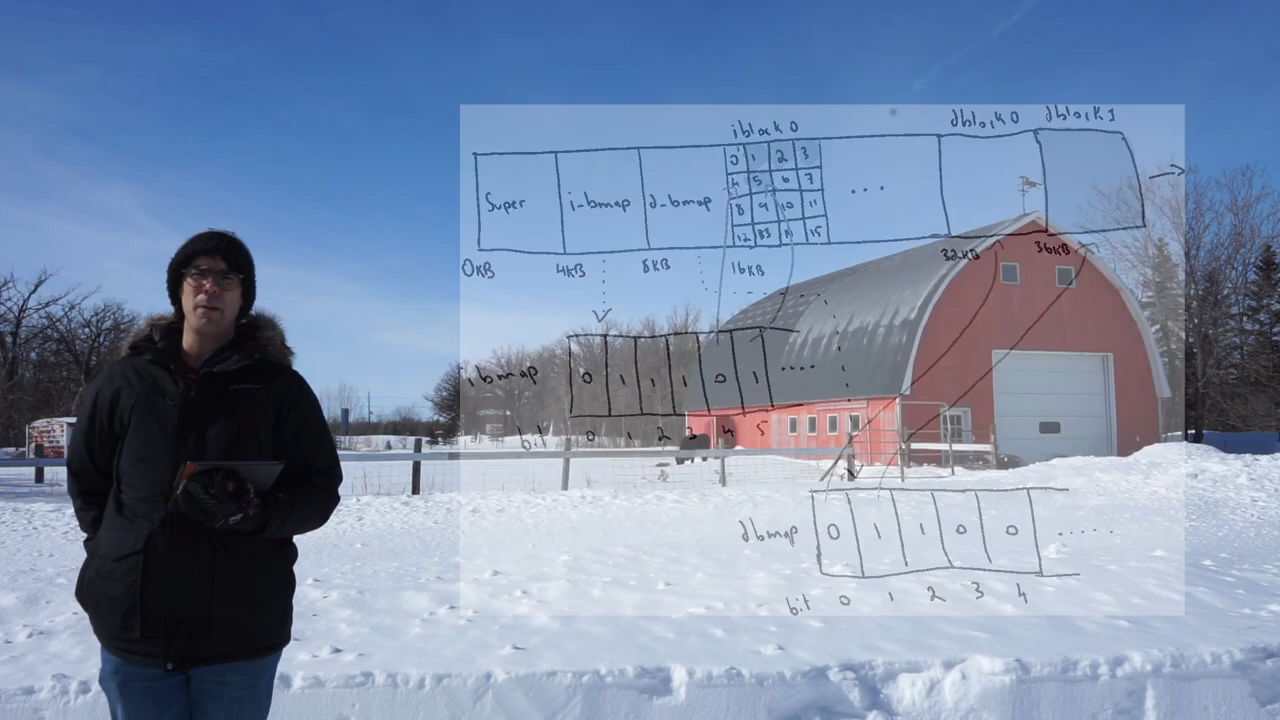 iblock 0 dblock 0 dblock 1
Super i-bmap d-bmap 0 1 2 3 ...
4 5 6 7
8 9 10 11
12 15
0KB 4KB 8KB 16KB 32KB 36KB
ibmap 0 1 1 1 0 1 ....
bit 0 1 2 3 4 5
dbmap 0 1 1 0 0 ......
bit 0 1 2 3 4